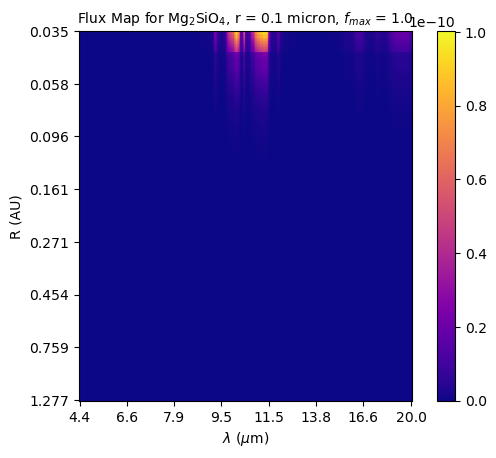 Flux Map for Mg₂SiO₄, r = 0.1 micron, f_max = 1.0
1e−10
0.035
0.058
0.096
0.161
0.271
0.454
0.759
1.277
R (AU)
4.4 6.6 7.9 9.5 11.5 13.8 16.6 20.0
λ (μm)
1.0
0.8
0.6
0.4
0.2
0.0